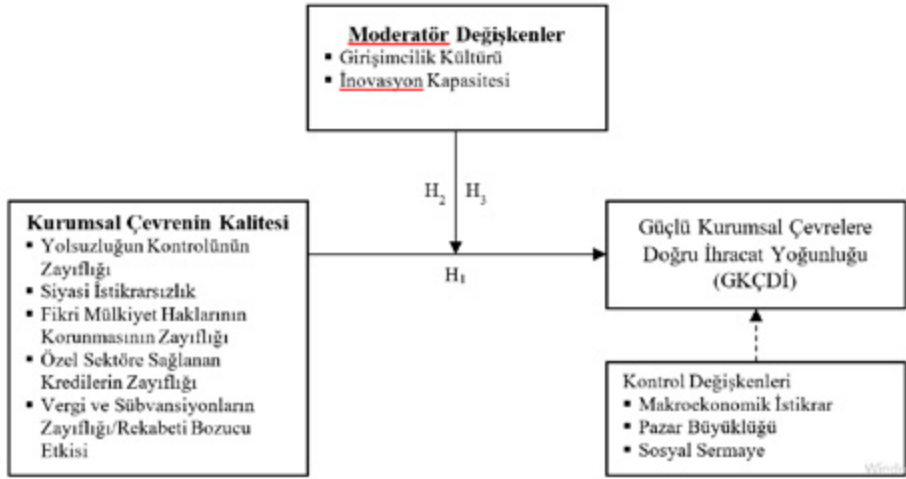 Moderatör Değişkenler
▪ Girişimcilik Kültürü
▪ İnovasyon Kapasitesi
H2 H3
Kurumsal Çevrenin Kalitesi
▪ Yolsuzluğun Kontrolünün
Zayıflığı
▪ Siyasi İstikrarsızlık
▪ Fikri Mülkiyet Haklarının
Korunmasının Zayıflığı
▪ Özel Sektöre Sağlanan
Kredilerin Zayıflığı
▪ Vergi ve Sübvansiyonların
Zayıflığı/Rekabeti Bozucu
Etkisi
H1
Güçlü Kurumsal Çevrelere
Doğru İhracat Yoğunluğu
(GKÇDİ)
Kontrol Değişkenleri
▪ Makroekonomik İstikrar
▪ Pazar Büyüklüğü
▪ Sosyal Sermaye